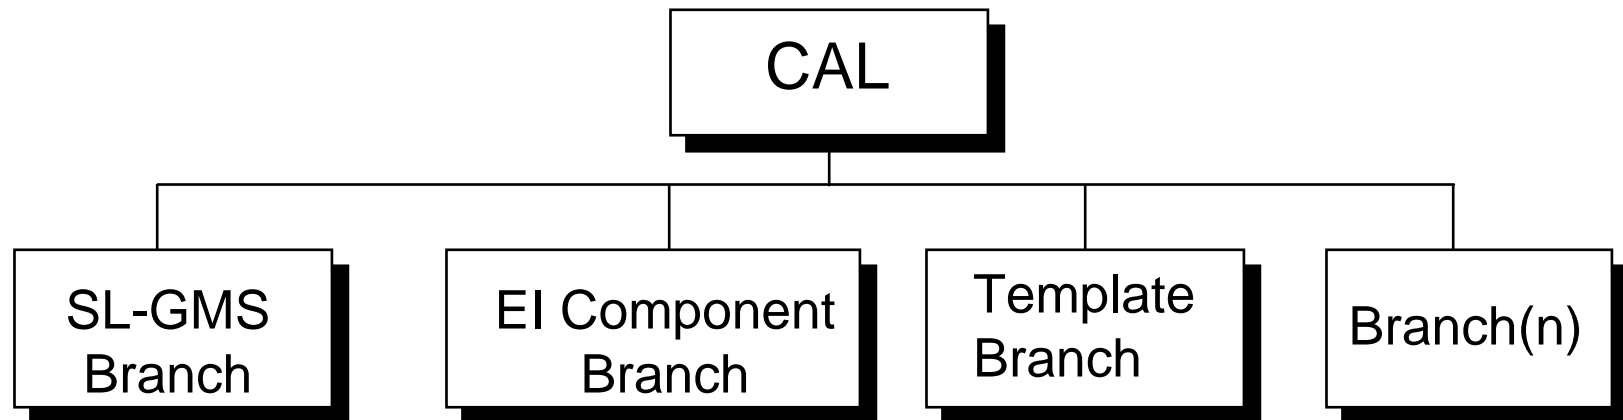 CAL
SL-GMS
Branch
EI Component
Branch
Template
Branch
Branch(n)